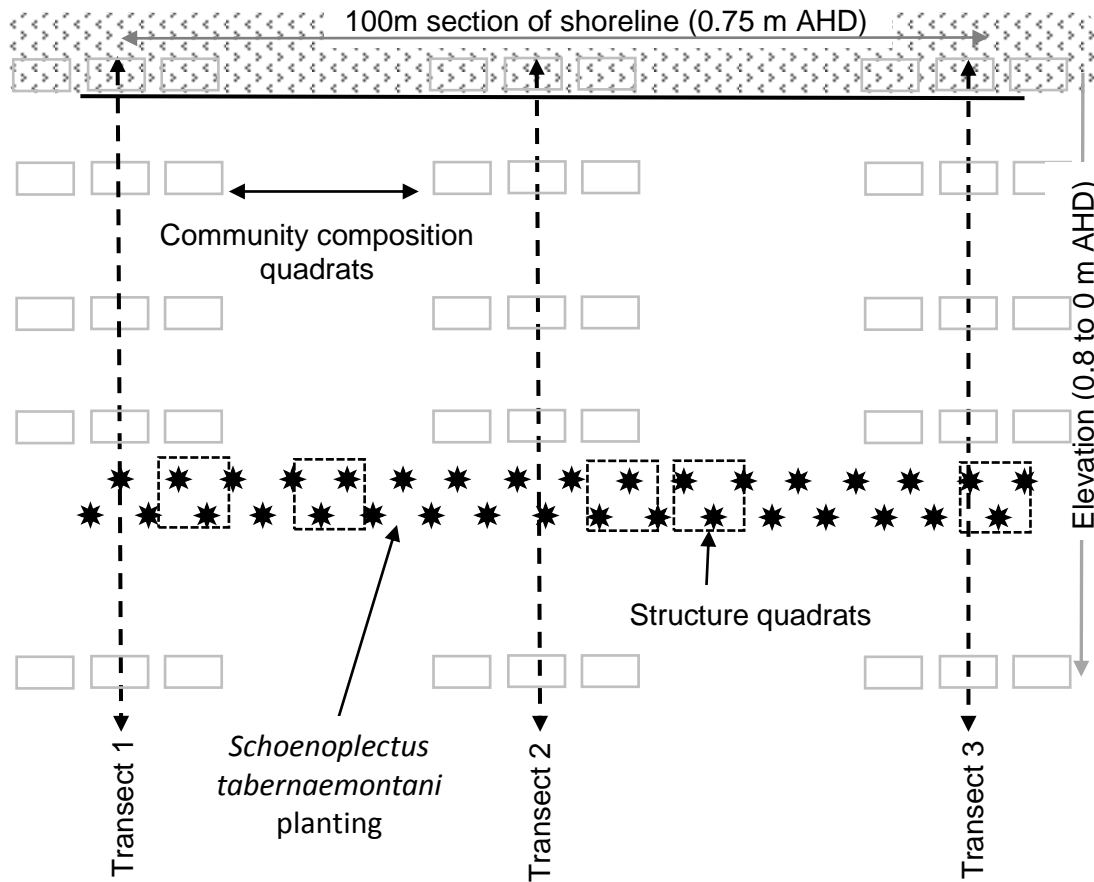 100m section of shoreline (0.75 m AHD)
Community composition
quadrats
Elevation (0.8 to 0 m AHD)
Structure quadrats
Schoenoplectus
tabernaemontani
planting
Transect 1
Transect 2
Transect 3